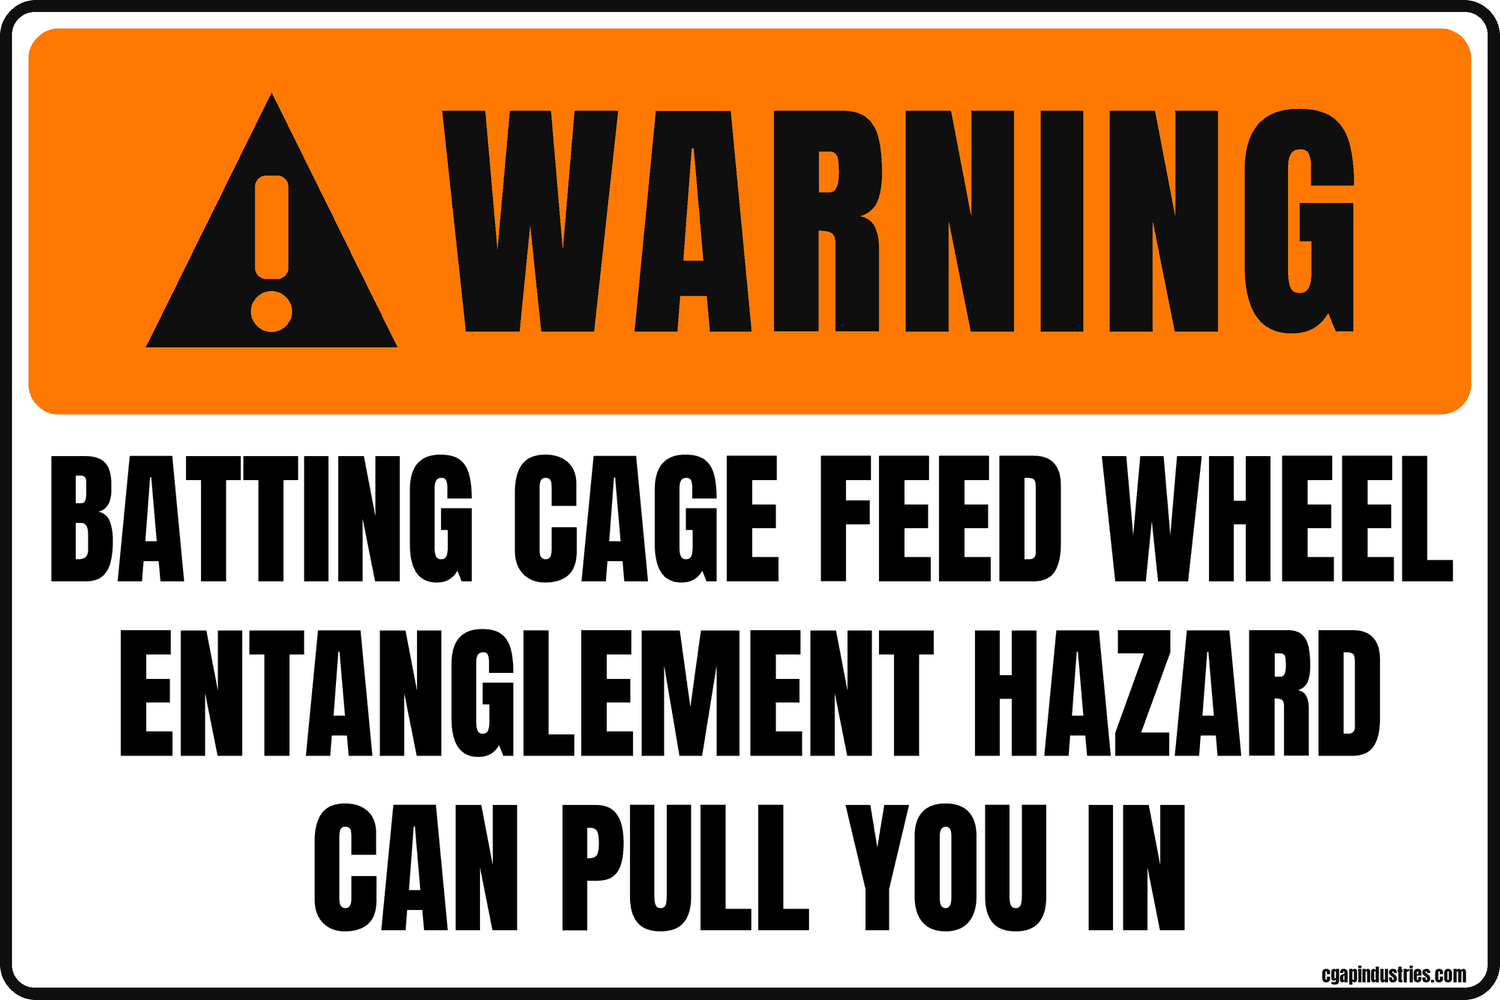 WARNING
BATTING CAGE FEED WHEEL
ENTANGLEMENT HAZARD
CAN PULL YOU IN
cgapindustries.com